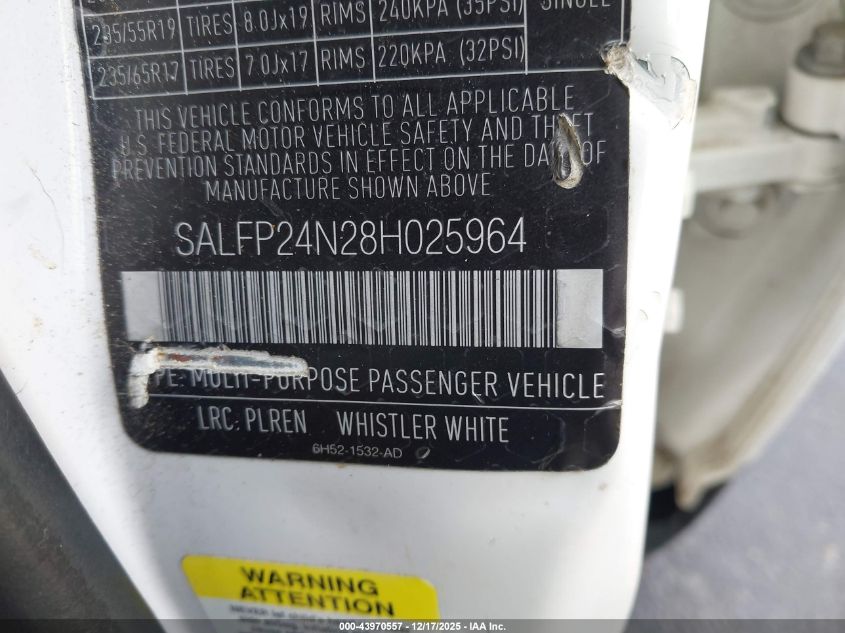 235/55R19 TIRES 8.0Jx19 RIMS 240KPA (35PSI) SINGLE
235/65R17 TIRES 7.0Jx17 RIMS 220KPA (32PSI)
THIS VEHICLE CONFORMS TO ALL APPLICABLE
U.S. FEDERAL MOTOR VEHICLE SAFETY AND THEFT
PREVENTION STANDARDS IN EFFECT ON THE DATE OF
MANUFACTURE SHOWN ABOVE
SALFP24N28H025964
TYPE: MULTI-PURPOSE PASSENGER VEHICLE
LRC: PLREN WHISTLER WHITE
6H52-1532-AD
WARNING
ATTENTION
NEVER
000-43970557 - 12/17/2025 - IAA Inc.